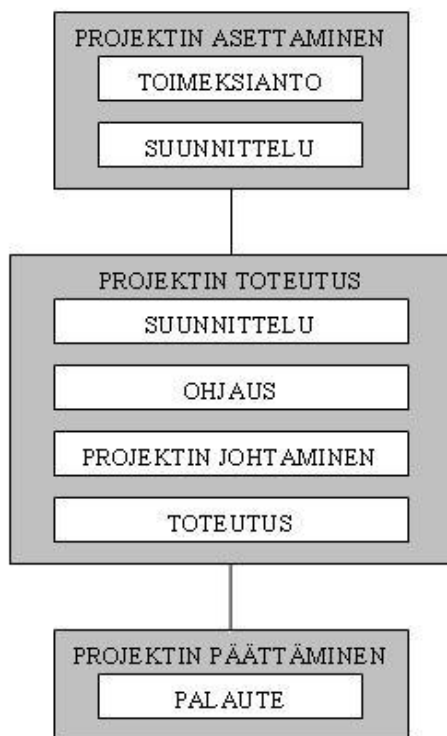 PROJEKTIN ASETTAMINEN
TOIMEKSIANTO
SUUNNITTELU
PROJEKTIN TOTEUTUS
SUUNNITTELU
OHJAUS
PROJEKTIN JOHTAMINEN
TOTEUTUS
PROJEKTIN PÄÄTTÄMINEN
PALAUTE